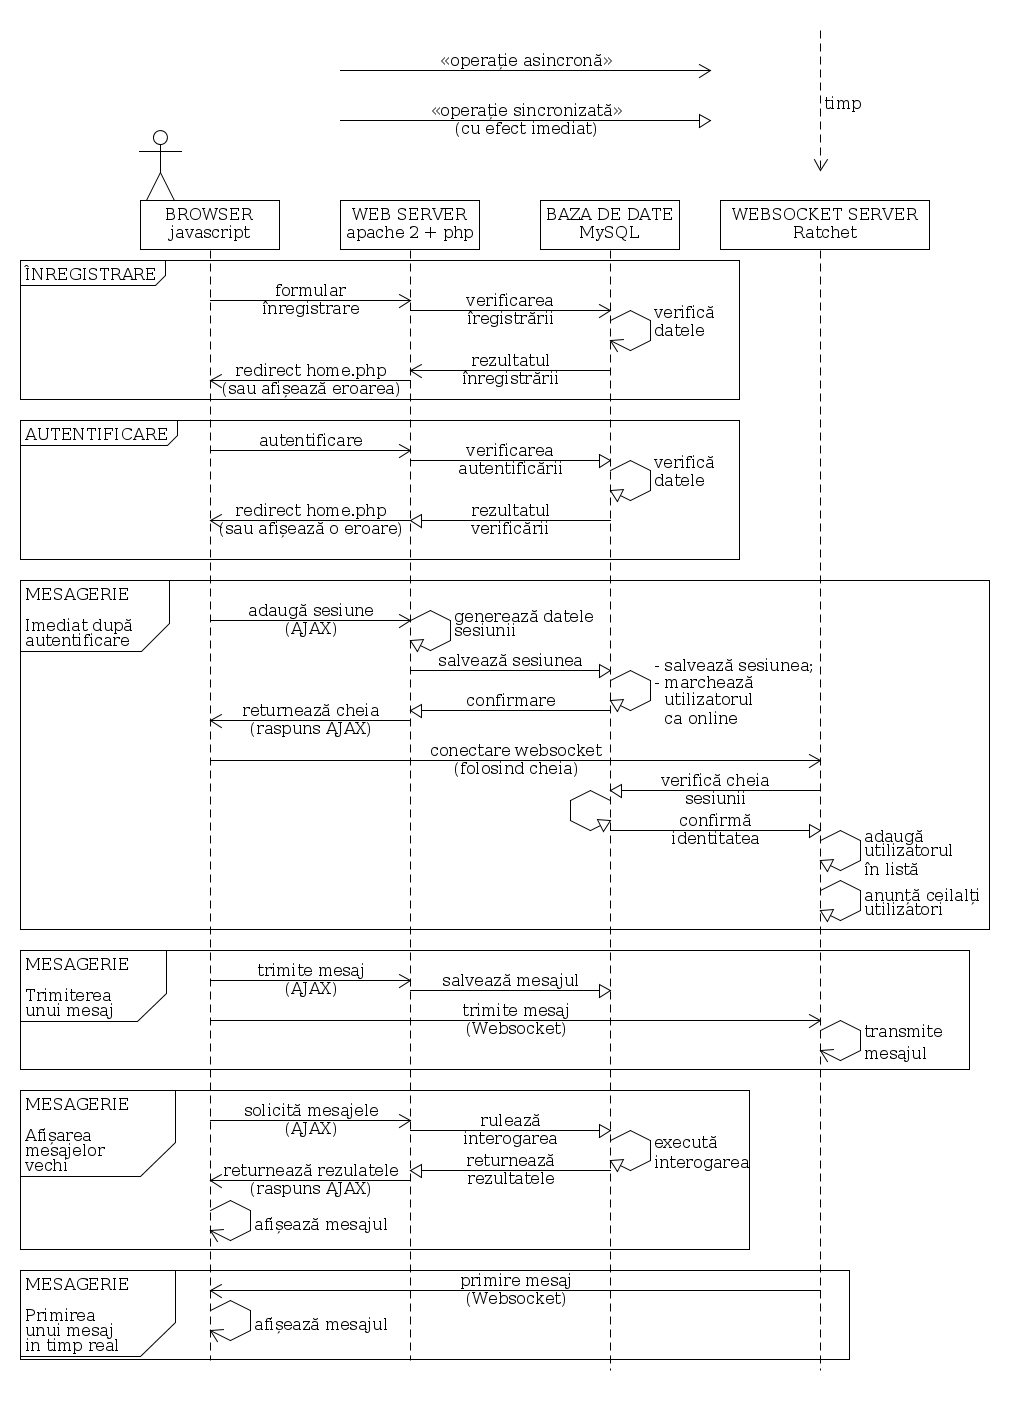 «operație asincronă»
«operație sincronizată»
(cu efect imediat)
timp
BROWSER
javascript
WEB SERVER
apache 2 + php
BAZA DE DATE
MySQL
WEBSOCKET SERVER
Ratchet
ÎNREGISTRARE
formular
înregistrare
verificarea
îregistrării
verifică
datele
rezultatul
înregistrării
redirect home.php
(sau afișează eroarea)
AUTENTIFICARE
autentificare
verificarea
autentificării
verifică
datele
redirect home.php
(sau afișează o eroare)
rezultatul
verificării
MESAGERIE
Imediat după
autentificare
adaugă sesiune
(AJAX)
generează datele
sesiunii
salvează sesiunea
- salvează sesiunea;
- marchează
utilizatorul
ca online
confirmare
returnează cheia
(raspuns AJAX)
conectare websocket
(folosind cheia)
verifică cheia
sesiunii
confirmă
identitatea
adaugă
utilizatorul
în listă
anunță ceilalți
utilizatori
MESAGERIE
Trimiterea
unui mesaj
trimite mesaj
(AJAX)
salvează mesajul
trimite mesaj
(Websocket)
transmite
mesajul
MESAGERIE
Afișarea
mesajelor
vechi
solicită mesajele
(AJAX)
rulează
interogarea
execută
interogarea
returnează
rezultatele
returnează rezulatele
(raspuns AJAX)
afișează mesajul
MESAGERIE
Primirea
unui mesaj
in timp real
primire mesaj
(Websocket)
afișează mesajul